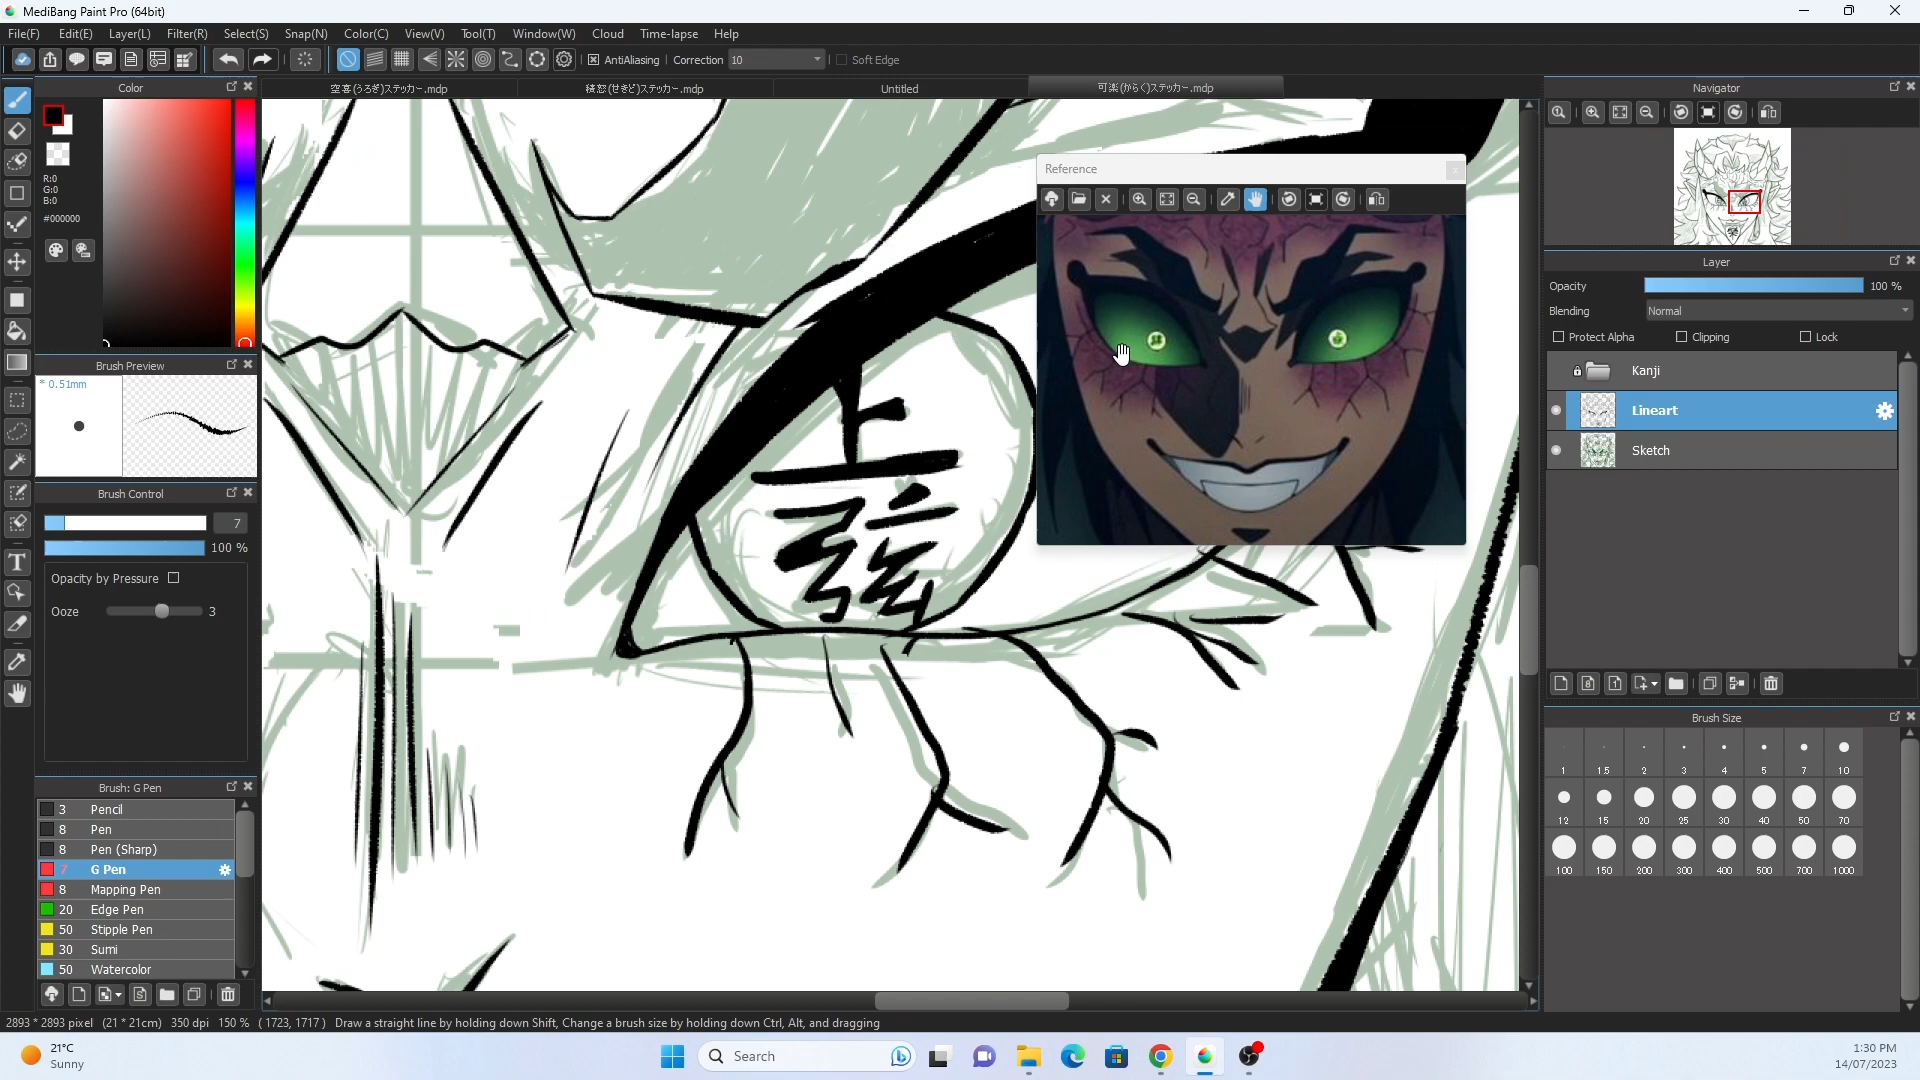 MediBang Paint Pro (64bit)
File(F) Edit(E) Layer(L) Filter(R) Select(S) Snap(N) Color(C) View(V) Tool(T) Window(W) Cloud Time-lapse Help
AntiAliasing Correction 10 Soft Edge
Color
空喜(うろぎ)ステッカー.mdp
積怒(せきど)ステッカー.mdp
Untitled
可楽(からく)ステッカー.mdp
R:0
G:0
B:0
#000000
Brush Preview
* 0.51mm
Brush Control
7
100 %
Opacity by Pressure
Ooze 3
Brush: G Pen
3 Pencil
8 Pen
8 Pen (Sharp)
7 G Pen
8 Mapping Pen
20 Edge Pen
50 Stipple Pen
30 Sumi
50 Watercolor
上
弦
Reference
Navigator
Layer
Opacity 100 %
Blending Normal
Protect Alpha Clipping Lock
Kanji
Lineart
Sketch
Brush Size
1 1.5 2 3 4 5 7 10
12 15 20 25 30 40 50 70
100 150 200 300 400 500 700 1000
2893 * 2893 pixel (21 * 21cm) 350 dpi 150 % ( 1723, 1717 ) Draw a straight line by holding down Shift, Change a brush size by holding down Ctrl, Alt, and dragging
21°C
Sunny
Search
1:30 PM
14/07/2023